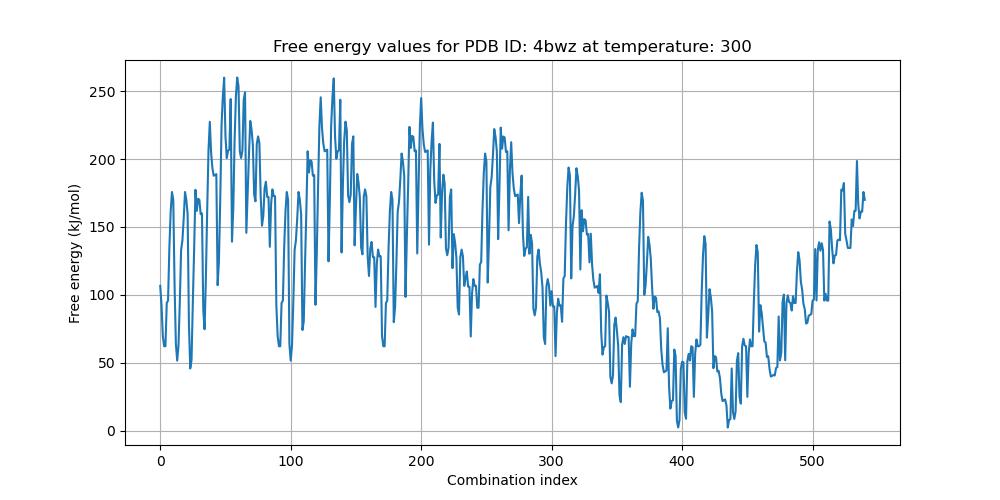 Free energy values for PDB ID: 4bwz at temperature: 300
Free energy (kJ/mol)
250
200
150
100
50
0
0 100 200 300 400 500
Combination index